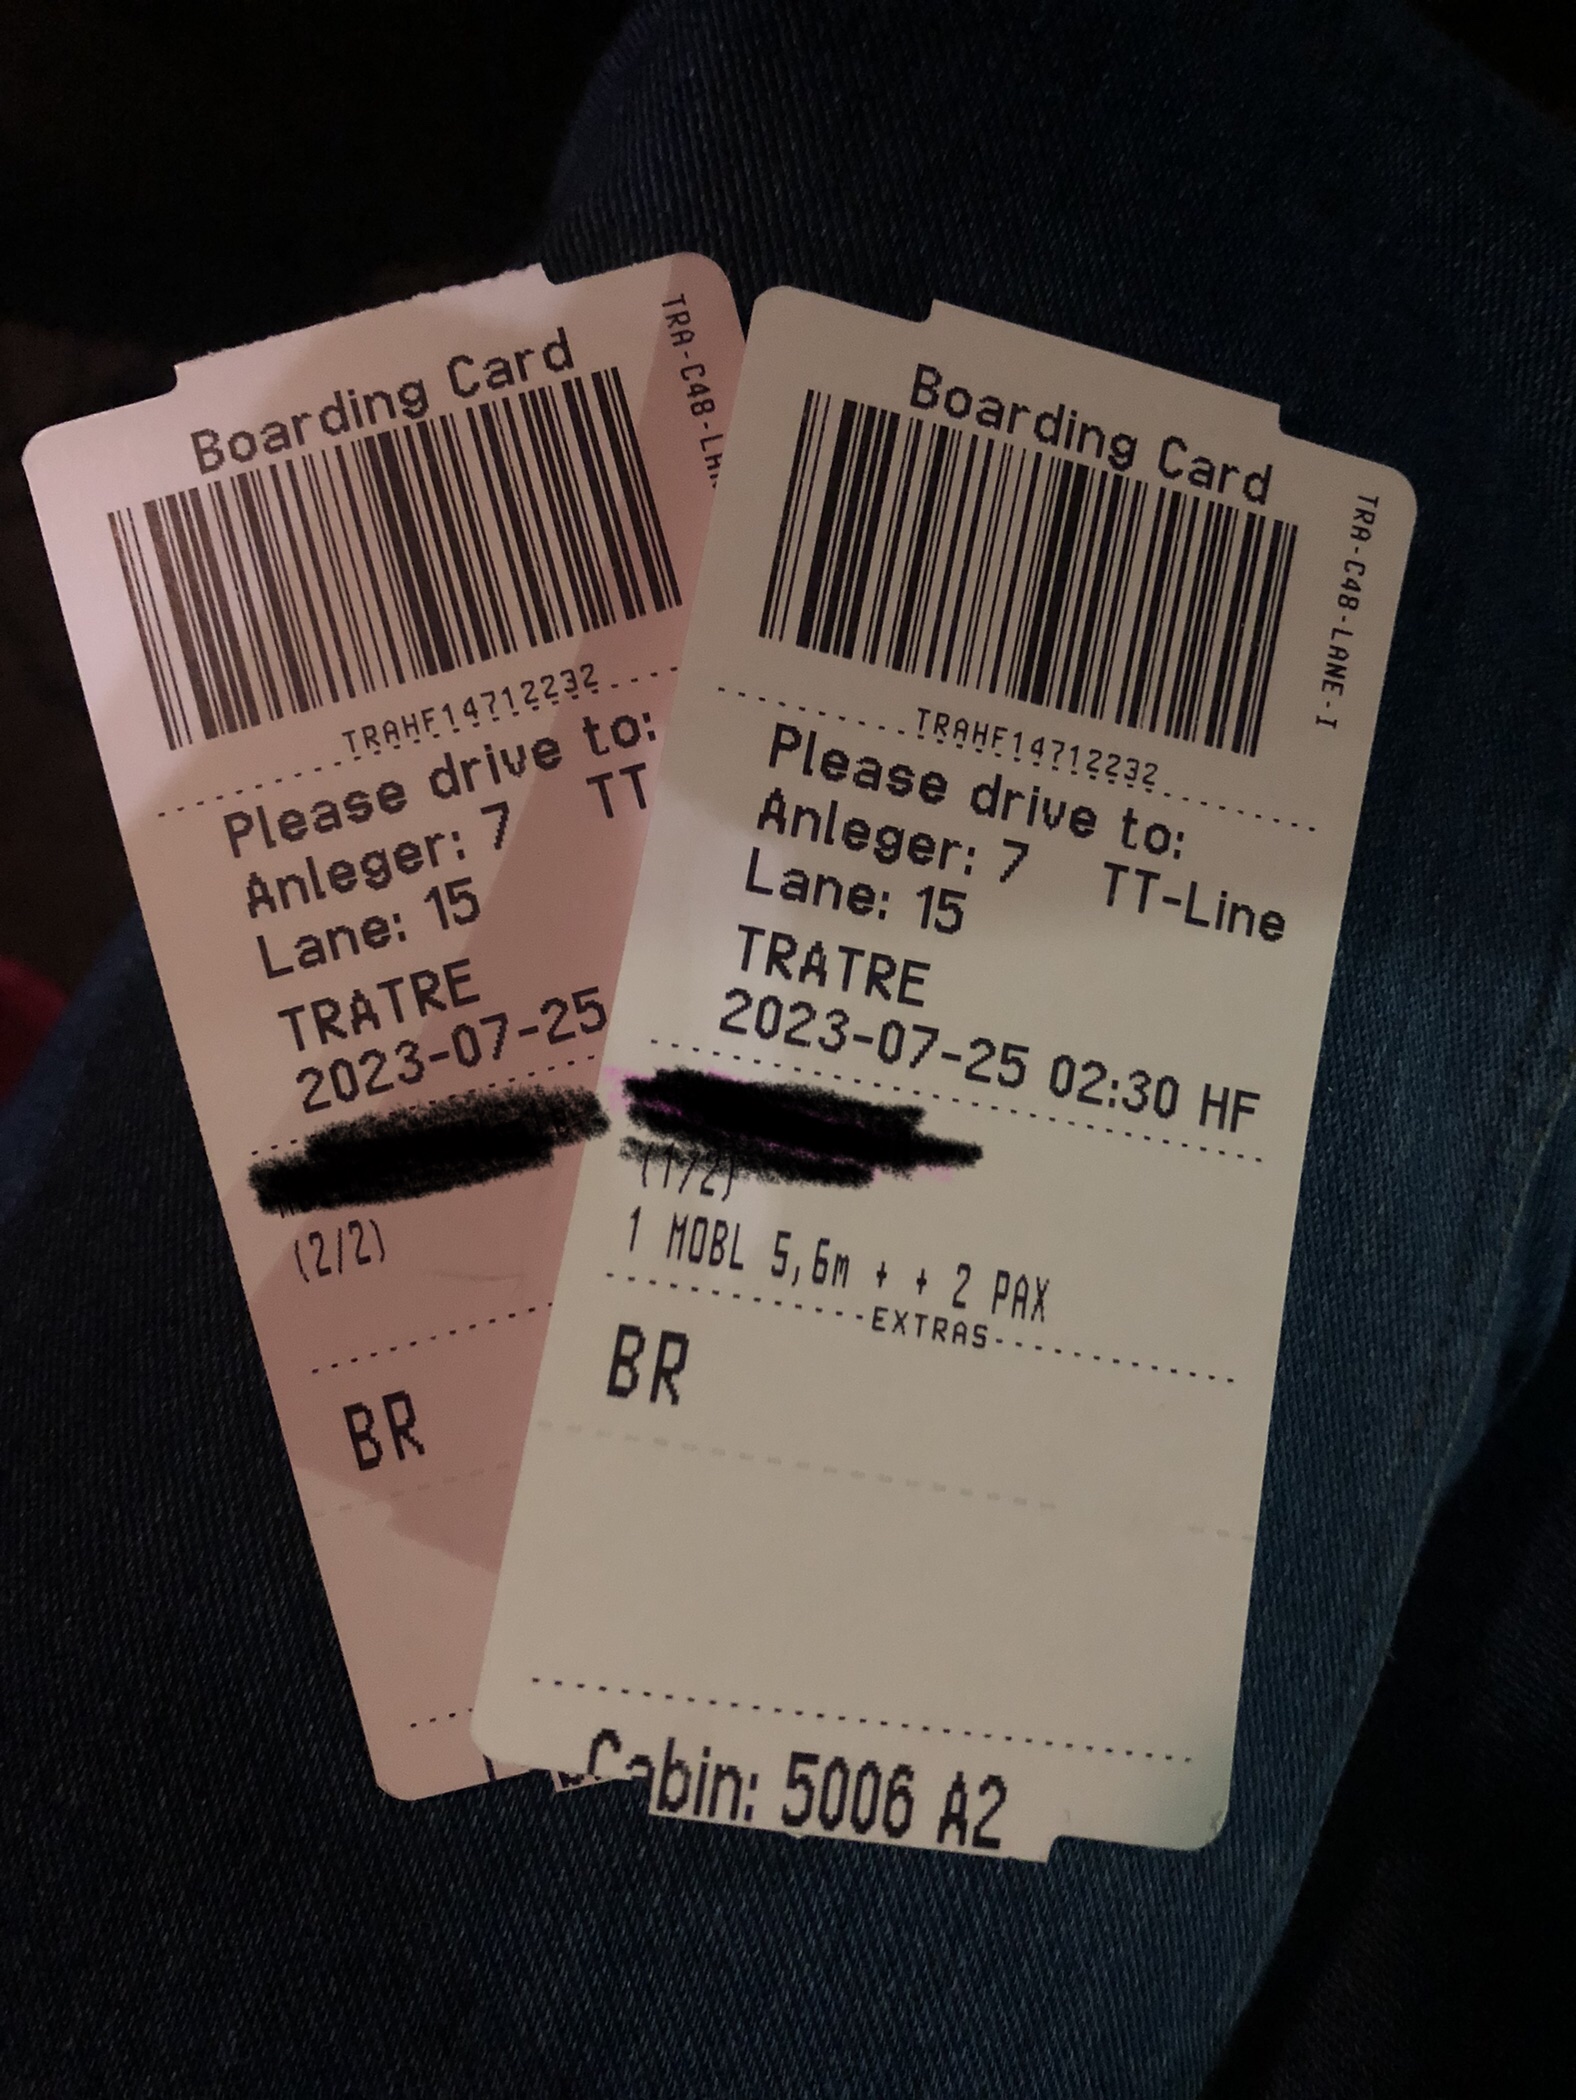 Boarding Card
TRA-C48-LA
TRAHF14712232
Please drive to:
Anleger: 7 TT
Lane: 15
TRATRE
2023-07-25
(2/2)
BR
Boarding Card
TRA-C48-LANE-I
TRAHF14712232
Please drive to:
Anleger: 7 TT-Line
Lane: 15
TRATRE
2023-07-25 02:30 HF
(1/2)
1 MOBL 5,6m + + 2 PAX
EXTRAS
BR
Cabin: 5006 A2